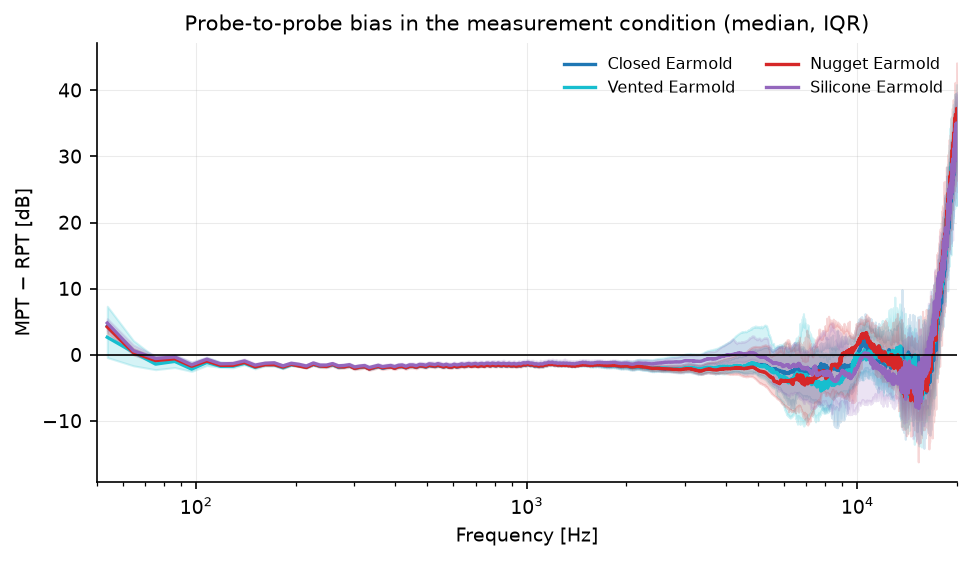 Probe-to-probe bias in the measurement condition (median, IQR)
Closed Earmold
Nugget Earmold
Vented Earmold
Silicone Earmold
MPT − RPT [dB]
40
30
20
10
0
−10
10²
10³
10⁴
Frequency [Hz]